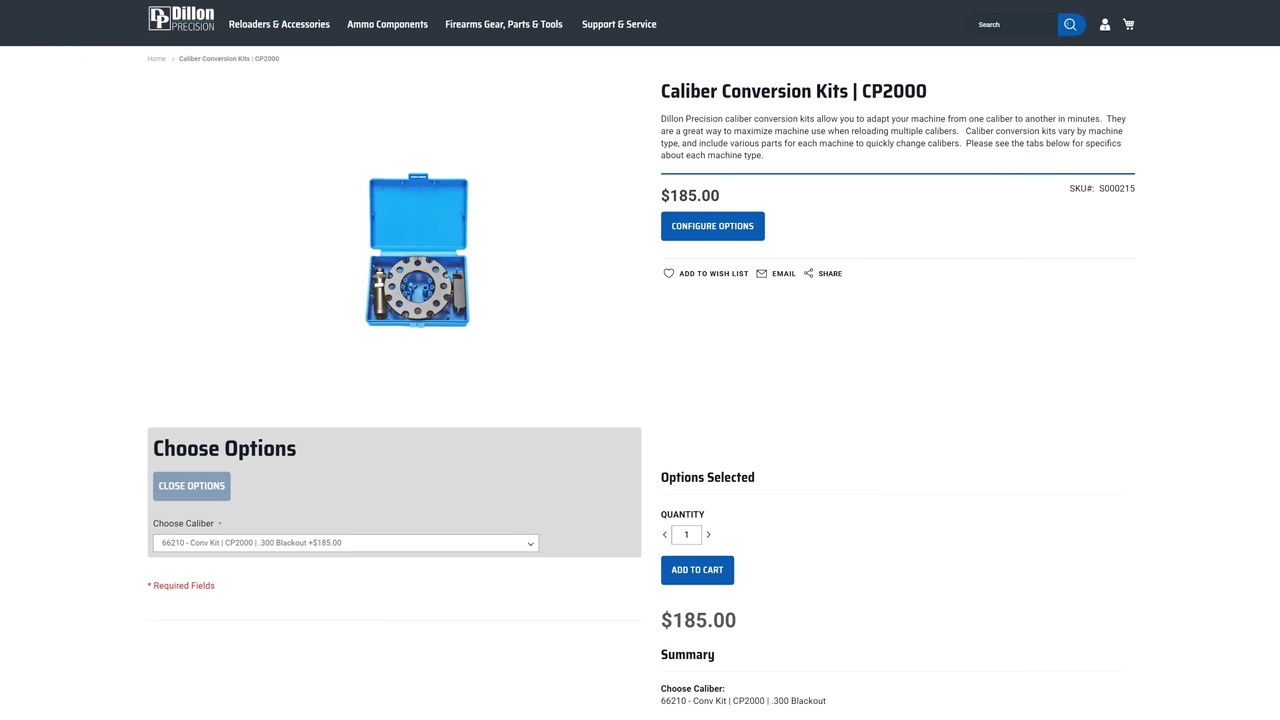 Dillon
PRECISION
Reloaders & Accessories
Ammo Components
Firearms Gear, Parts & Tools
Support & Service
Search
Home > Caliber Conversion Kits | CP2000
Caliber Conversion Kits | CP2000
Dillon Precision caliber conversion kits allow you to adapt your machine from one caliber to another in minutes. They
are a great way to maximize machine use when reloading multiple calibers. Caliber conversion kits vary by machine
type, and include various parts for each machine to quickly change calibers. Please see the tabs below for specifics
about each machine type.
$185.00
SKU#: S000215
CONFIGURE OPTIONS
ADD TO WISH LIST
EMAIL
SHARE
Choose Options
CLOSE OPTIONS
Choose Caliber *
66210 - Conv Kit | CP2000 | .300 Blackout +$185.00
* Required Fields
Options Selected
QUANTITY
1
ADD TO CART
$185.00
Summary
Choose Caliber:
66210 - Conv Kit | CP2000 | .300 Blackout